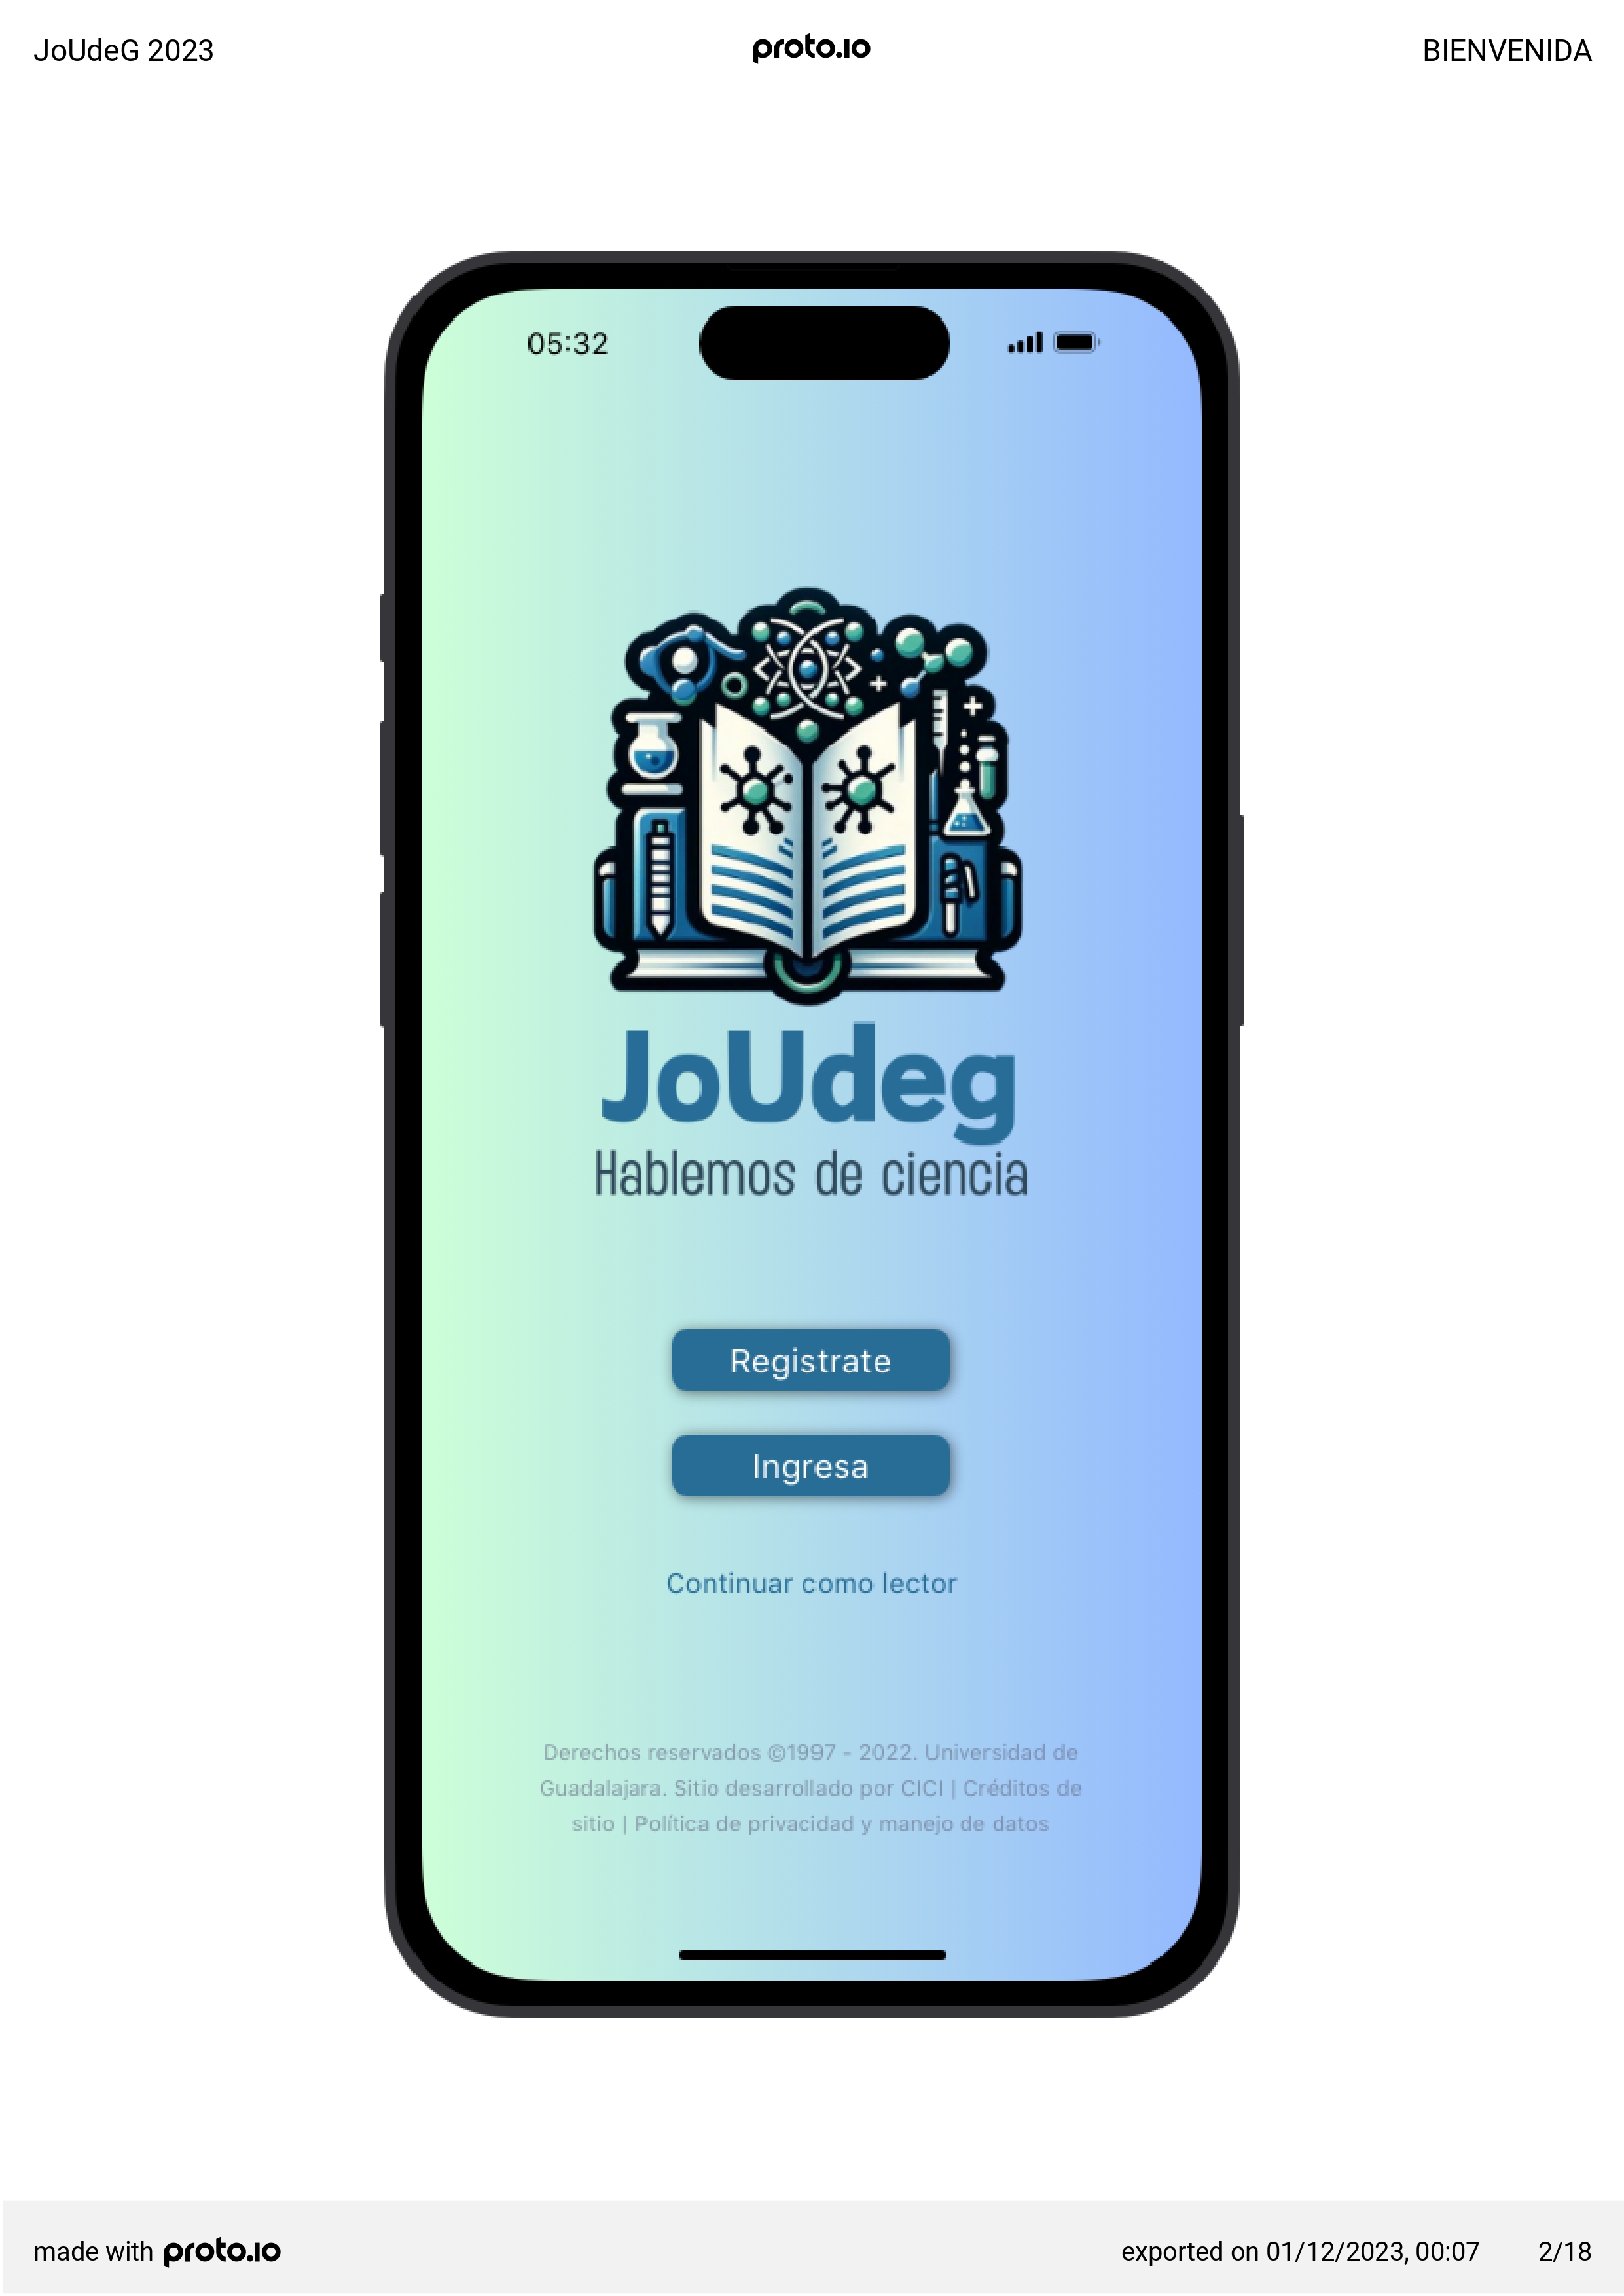 JoUdeG 2023
proto.io
BIENVENIDA
05:32
JoUdeg
Hablemos de ciencia
Registrate
Ingresa
Continuar como lector
Derechos reservados ©1997 - 2022. Universidad de
Guadalajara. Sitio desarrollado por CICI | Créditos de
sitio | Política de privacidad y manejo de datos
made with proto.io
exported on 01/12/2023, 00:07
2/18